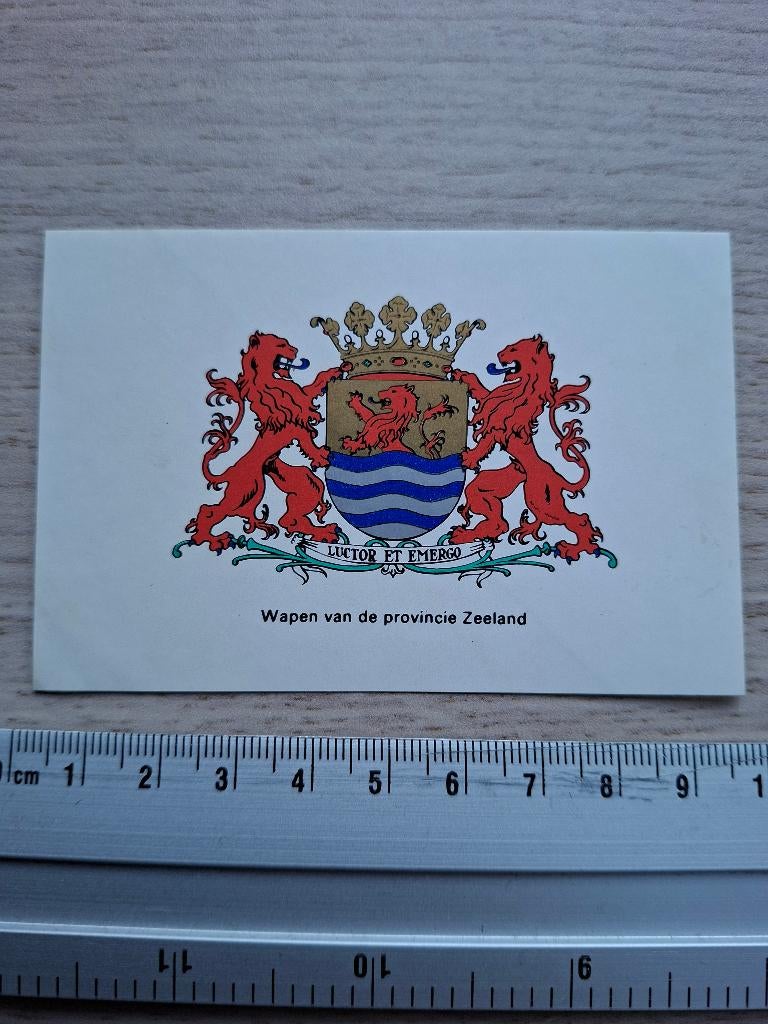 LUCTOR ET EMERGO
Wapen van de provincie Zeeland
0 cm 1 2 3 4 5 6 7 8 9 1
11 10 9